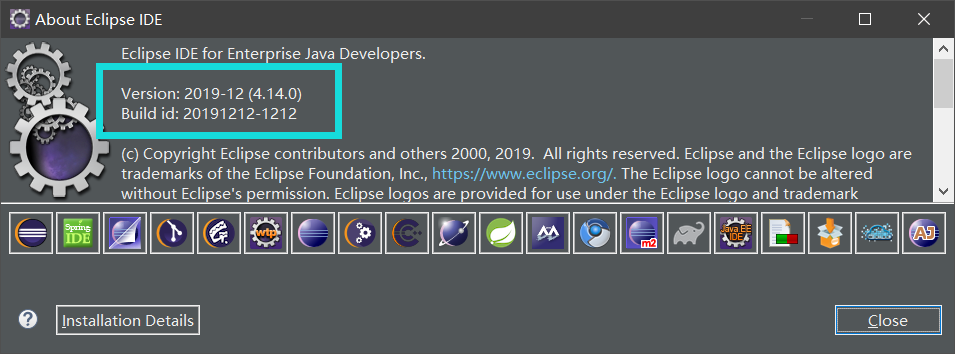 About Eclipse IDE
Eclipse IDE for Enterprise Java Developers.
Version: 2019-12 (4.14.0)
Build id: 20191212-1212
(c) Copyright Eclipse contributors and others 2000, 2019.  All rights reserved. Eclipse and the Eclipse logo are
trademarks of the Eclipse Foundation, Inc., https://www.eclipse.org/. The Eclipse logo cannot be altered
without Eclipse's permission. Eclipse logos are provided for use under the Eclipse logo and trademark
Spring
IDE
wtp
m2
Java EE
IDE
AJ
?
Installation Details
Close